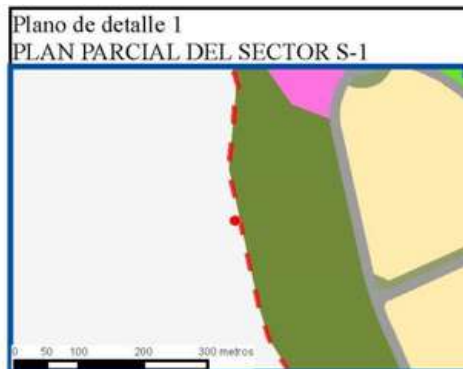 Plano de detalle 1
PLAN PARCIAL DEL SECTOR S-1
0 50 100 200 300 metros